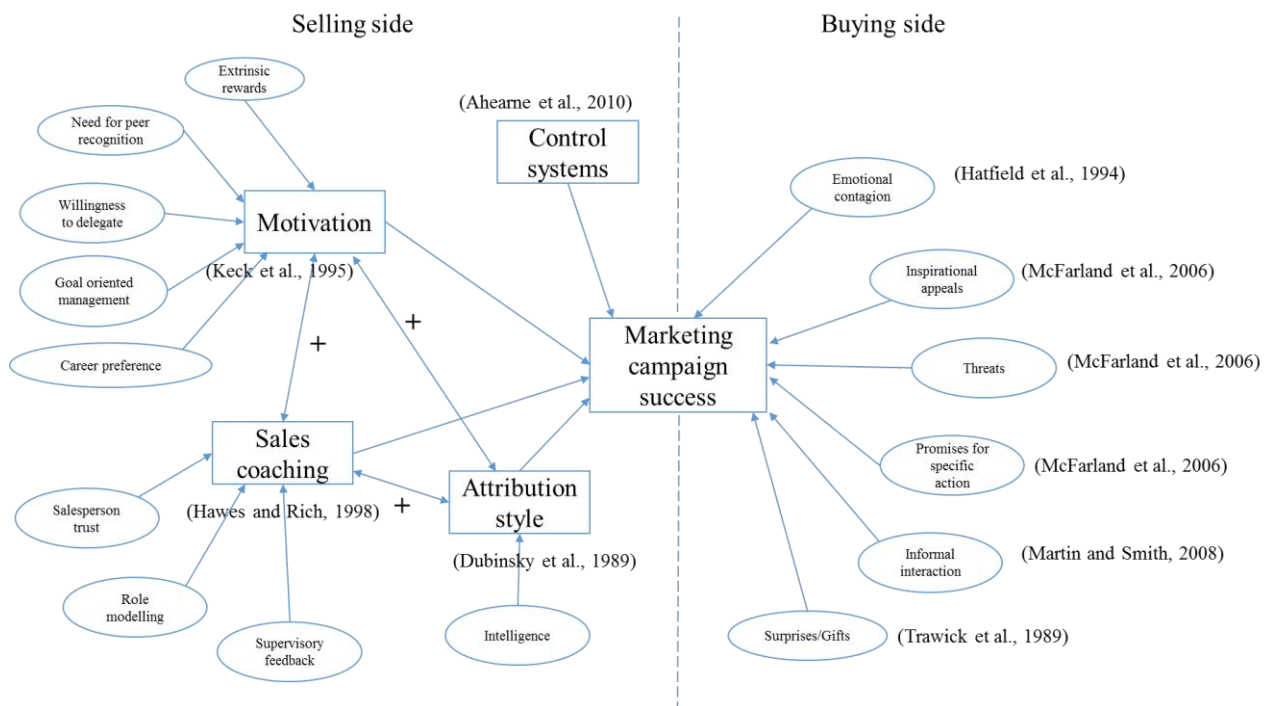 Selling side
Buying side
Extrinsic
rewards
(Ahearne et al., 2010)
Need for peer
recognition
Control
systems
Emotional
contagion
(Hatfield et al., 1994)
Willingness
to delegate
Motivation
(Keck et al., 1995)
Goal oriented
management
Inspirational
appeals
(McFarland et al., 2006)
+
+
Career preference
Marketing
campaign
success
Threats
(McFarland et al., 2006)
Sales
coaching
(Hawes and Rich, 1998)
+
Attribution
style
(Dubinsky et al., 1989)
Promises for
specific
action
(McFarland et al., 2006)
Salesperson
trust
Informal
interaction
(Martin and Smith, 2008)
Role
modelling
Supervisory
feedback
Intelligence
Surprises/Gifts
(Trawick et al., 1989)